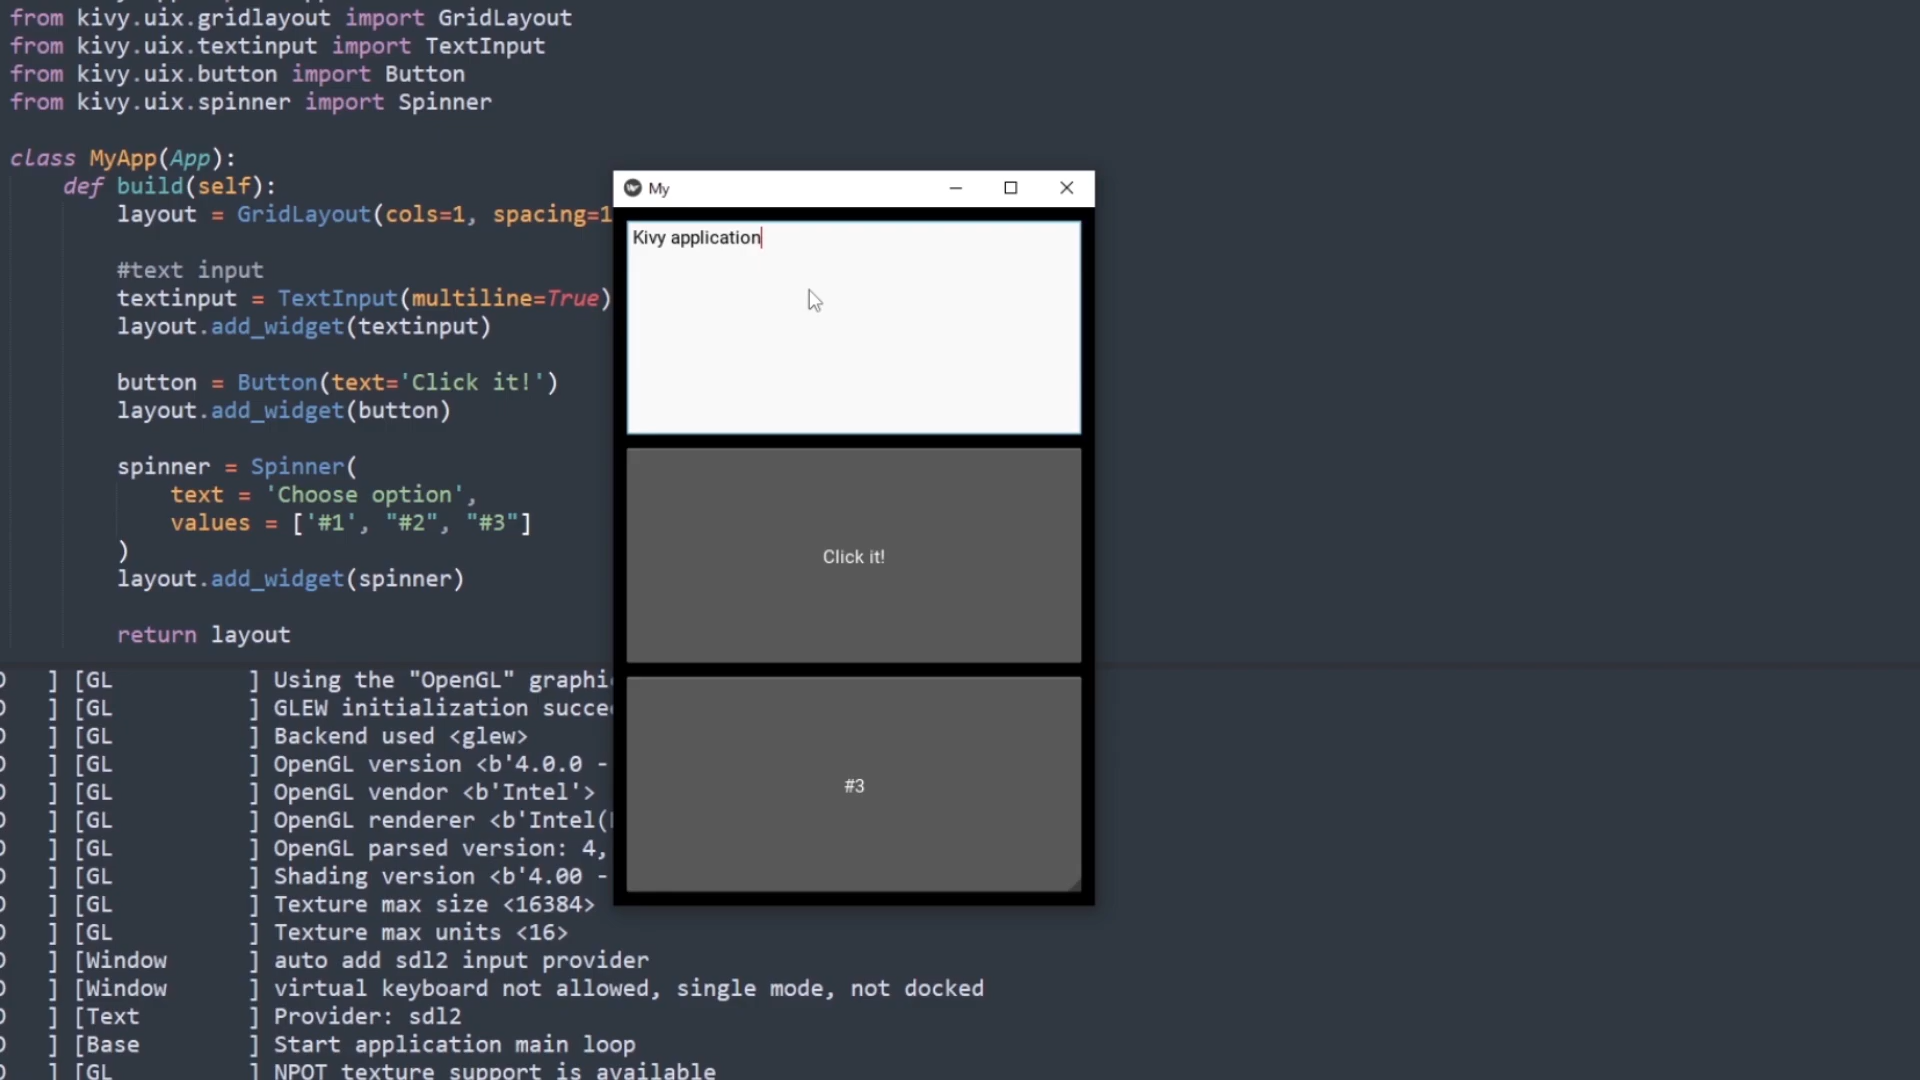 from kivy.uix.gridlayout import GridLayout
from kivy.uix.textinput import TextInput
from kivy.uix.button import Button
from kivy.uix.spinner import Spinner
class MyApp(App):
def build(self):
layout = GridLayout(cols=1, spacing=1
#text input
textinput = TextInput(multiline=True)
layout.add_widget(textinput)
button = Button(text='Click it!')
layout.add_widget(button)
spinner = Spinner(
text = 'Choose option',
values = ['#1', "#2", "#3"]
)
layout.add_widget(spinner)
return layout
My
Kivy application
Click it!
#3
] [GL ] Using the "OpenGL" graphi
] [GL ] GLEW initialization succe
] [GL ] Backend used <glew>
] [GL ] OpenGL version <b'4.0.0 -
] [GL ] OpenGL vendor <b'Intel'>
] [GL ] OpenGL renderer <b'Intel(
] [GL ] OpenGL parsed version: 4,
] [GL ] Shading version <b'4.00 -
] [GL ] Texture max size <16384>
] [GL ] Texture max units <16>
] [Window ] auto add sdl2 input provider
] [Window ] virtual keyboard not allowed, single mode, not docked
] [Text ] Provider: sdl2
] [Base ] Start application main loop
] [GL ] NPOT texture support is available